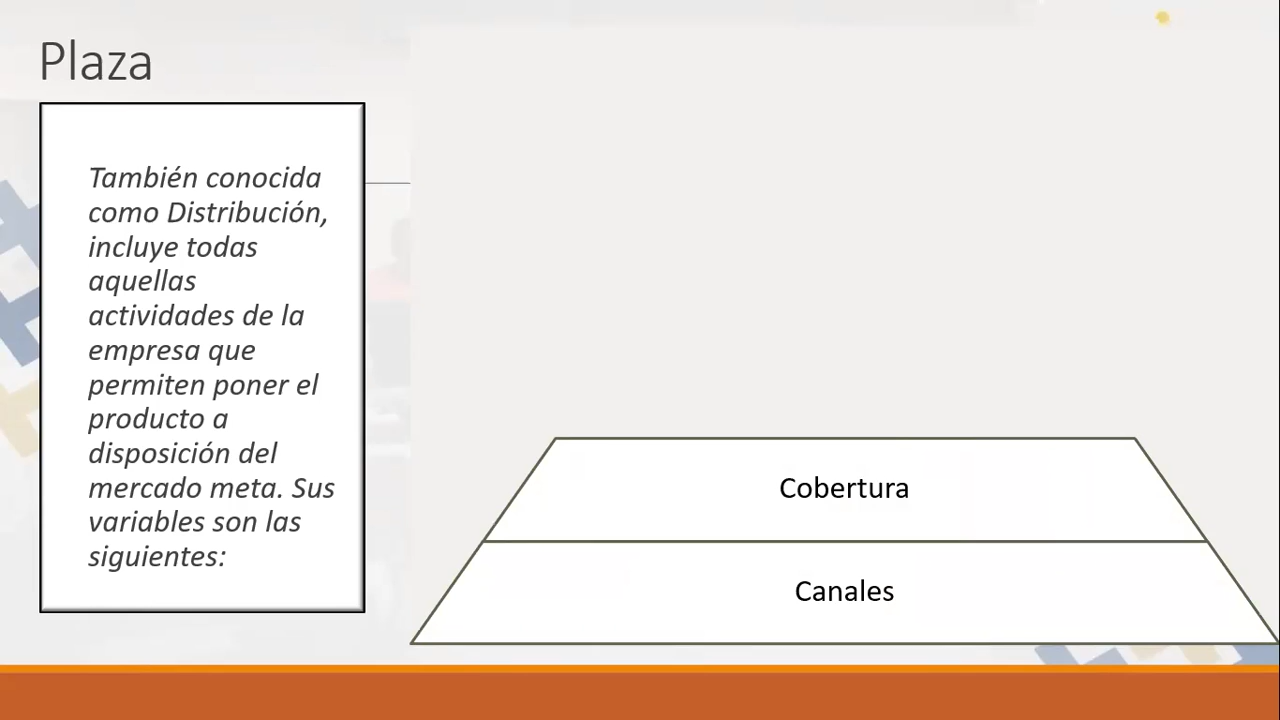 Plaza
También conocida
como Distribución,
incluye todas
aquellas
actividades de la
empresa que
permiten poner el
producto a
disposición del
mercado meta. Sus
variables son las
siguientes:
Cobertura
Canales